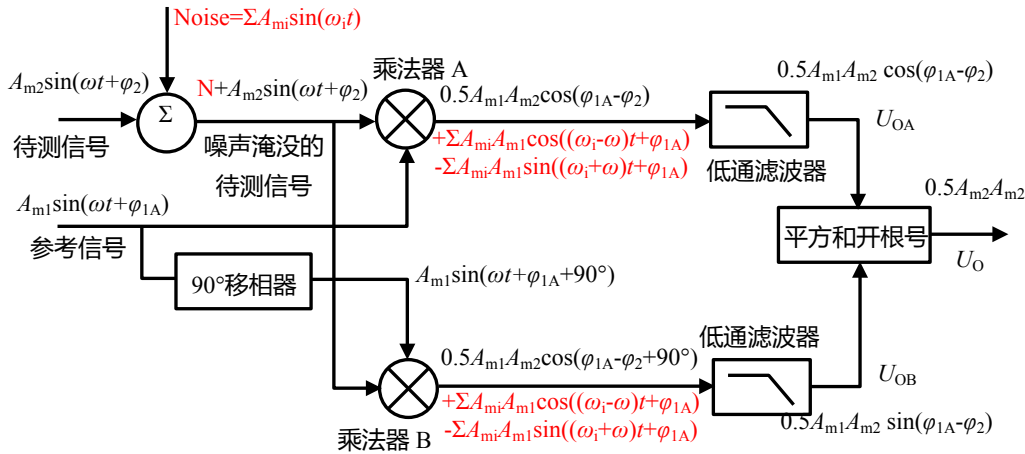 Noise=ΣAmisin(ωit)
Am2sin(ωt+φ2)
Σ
待测信号
N+Am2sin(ωt+φ2)
噪声淹没的
待测信号
乘法器 A
0.5Am1Am2cos(φ1A-φ2)
+ΣAmiAm1cos((ωi-ω)t+φ1A)
-ΣAmiAm1sin((ωi+ω)t+φ1A)
0.5Am1Am2 cos(φ1A-φ2)
UOA
低通滤波器
Am1sin(ωt+φ1A)
参考信号
90°移相器
Am1sin(ωt+φ1A+90°)
0.5Am2Am2
平方和开根号
UO
乘法器 B
0.5Am1Am2cos(φ1A-φ2+90°)
+ΣAmiAm1cos((ωi-ω)t+φ1A)
-ΣAmiAm1sin((ωi+ω)t+φ1A)
低通滤波器
UOB
0.5Am1Am2 sin(φ1A-φ2)